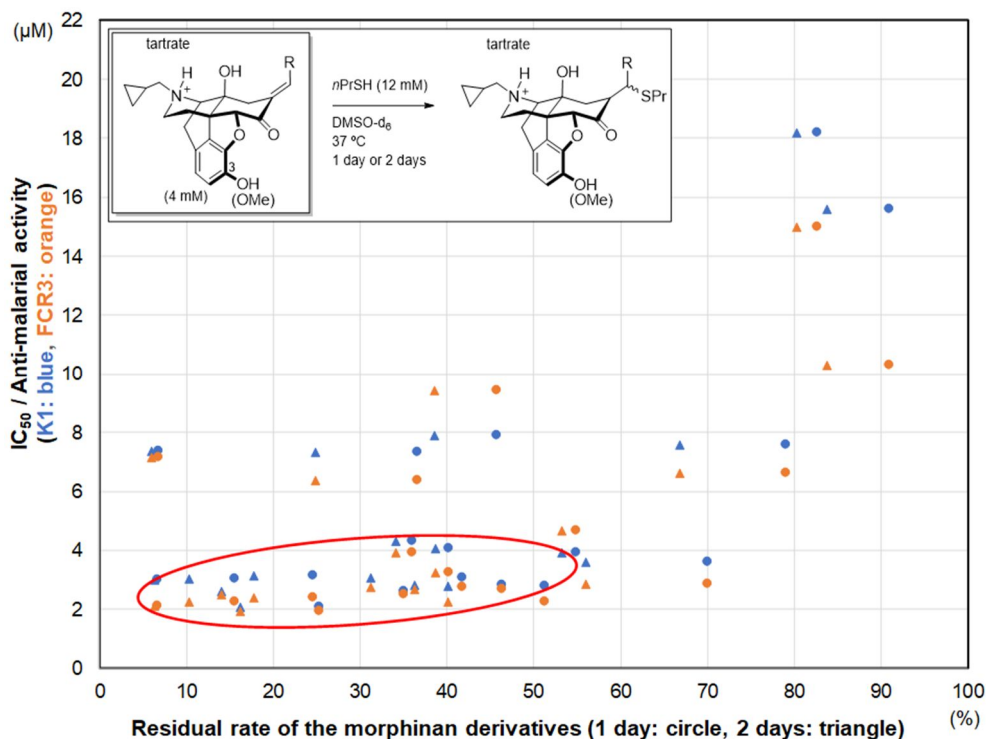 (μM)
22
20
18
16
14
12
10
8
6
4
2
0
IC50 / Anti-malarial activity
(K1: blue, FCR3: orange)
tartrate
H
N+
OH
R
O
O
3
OH
(OMe)
(4 mM)
nPrSH (12 mM)
DMSO-d6
37 ºC
1 day or 2 days
tartrate
H
N+
OH
R
SPr
O
O
OH
(OMe)
0 10 20 30 40 50 60 70 80 90 100
(%)
Residual rate of the morphinan derivatives (1 day: circle, 2 days: triangle)